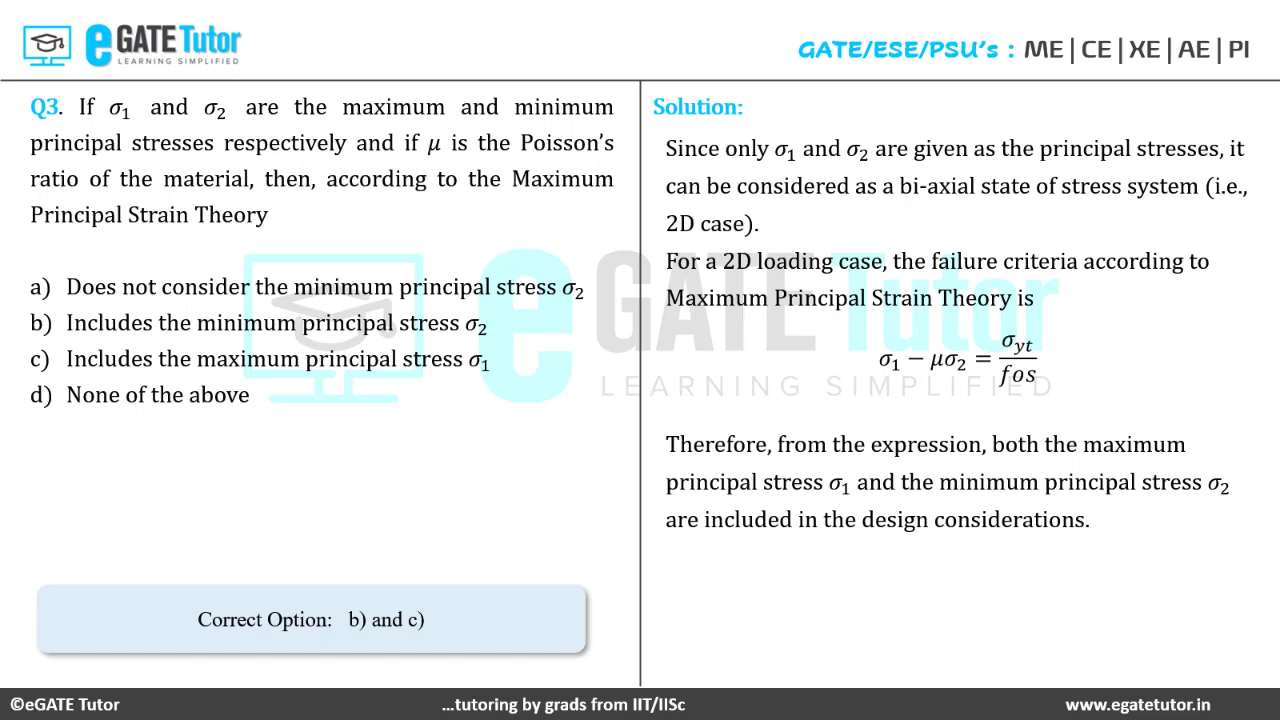 e GATE Tutor
LEARNING SIMPLIFIED
GATE/ESE/PSU's : ME | CE | XE | AE | PI
Q3. If σ₁ and σ₂ are the maximum and minimum
principal stresses respectively and if μ is the Poisson's
ratio of the material, then, according to the Maximum
Principal Strain Theory
a) Does not consider the minimum principal stress σ₂
b) Includes the minimum principal stress σ₂
c) Includes the maximum principal stress σ₁
d) None of the above
Correct Option: b) and c)
Solution:
Since only σ₁ and σ₂ are given as the principal stresses, it
can be considered as a bi-axial state of stress system (i.e.,
2D case).
For a 2D loading case, the failure criteria according to
Maximum Principal Strain Theory is
σ₁ − μσ₂ = σyt / fos
Therefore, from the expression, both the maximum
principal stress σ₁ and the minimum principal stress σ₂
are included in the design considerations.
e GATE Tutor
LEARNING SIMPLIFIED
©eGATE Tutor
...tutoring by grads from IIT/IISc
www.egatetutor.in